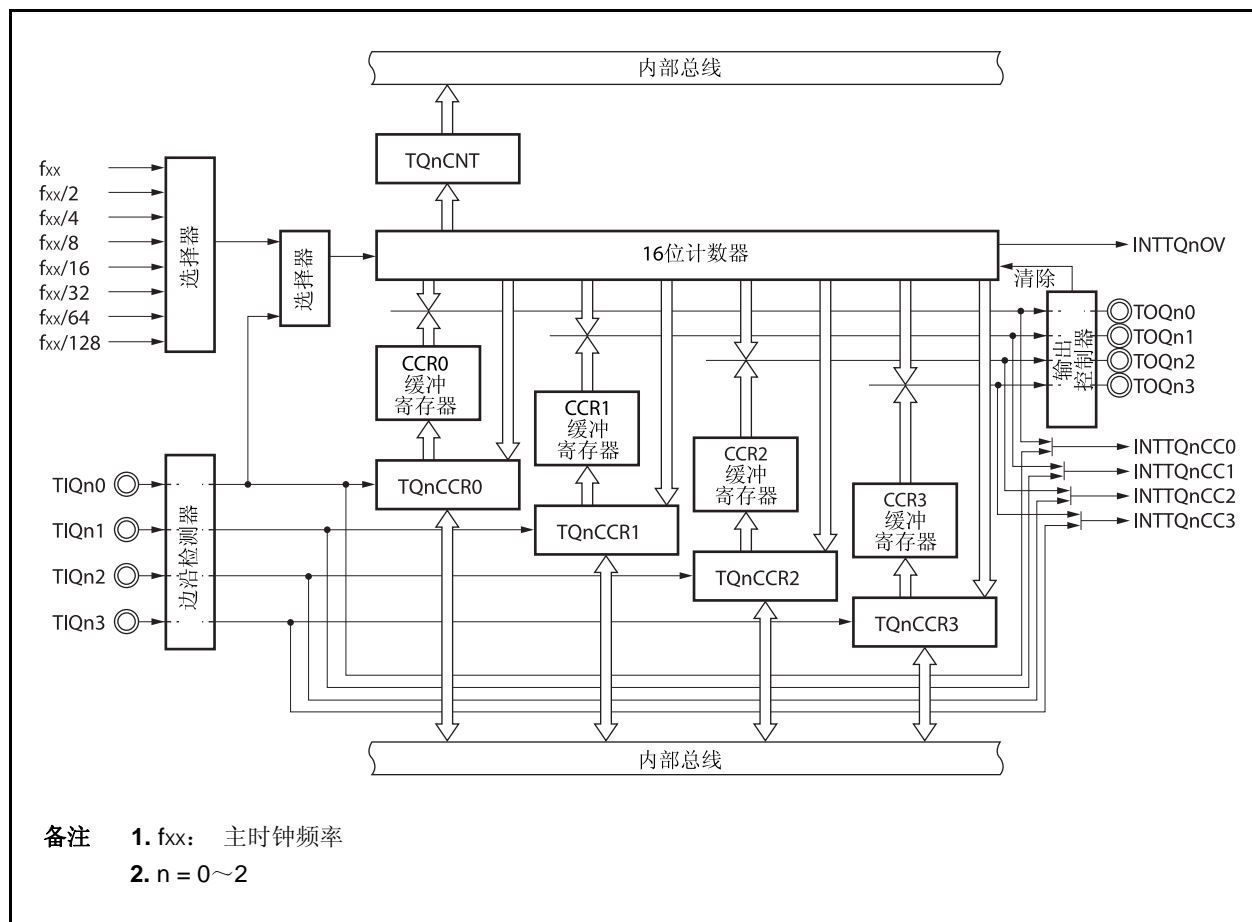 内部总线
TQnCNT
fxx
fxx/2
fxx/4
fxx/8
fxx/16
fxx/32
fxx/64
fxx/128
选择器
选择器
16位计数器
INTTQnOV
清除
TOQn0
TOQn1
TOQn2
TOQn3
输出
控制器
CCR0
缓冲
寄存器
CCR1
缓冲
寄存器
CCR2
缓冲
寄存器
CCR3
缓冲
寄存器
INTTQnCC0
INTTQnCC1
INTTQnCC2
INTTQnCC3
TIQn0
TIQn1
TIQn2
TIQn3
边沿检测器
TQnCCR0
TQnCCR1
TQnCCR2
TQnCCR3
内部总线
备注 1. fxx： 主时钟频率
2. n = 0～2